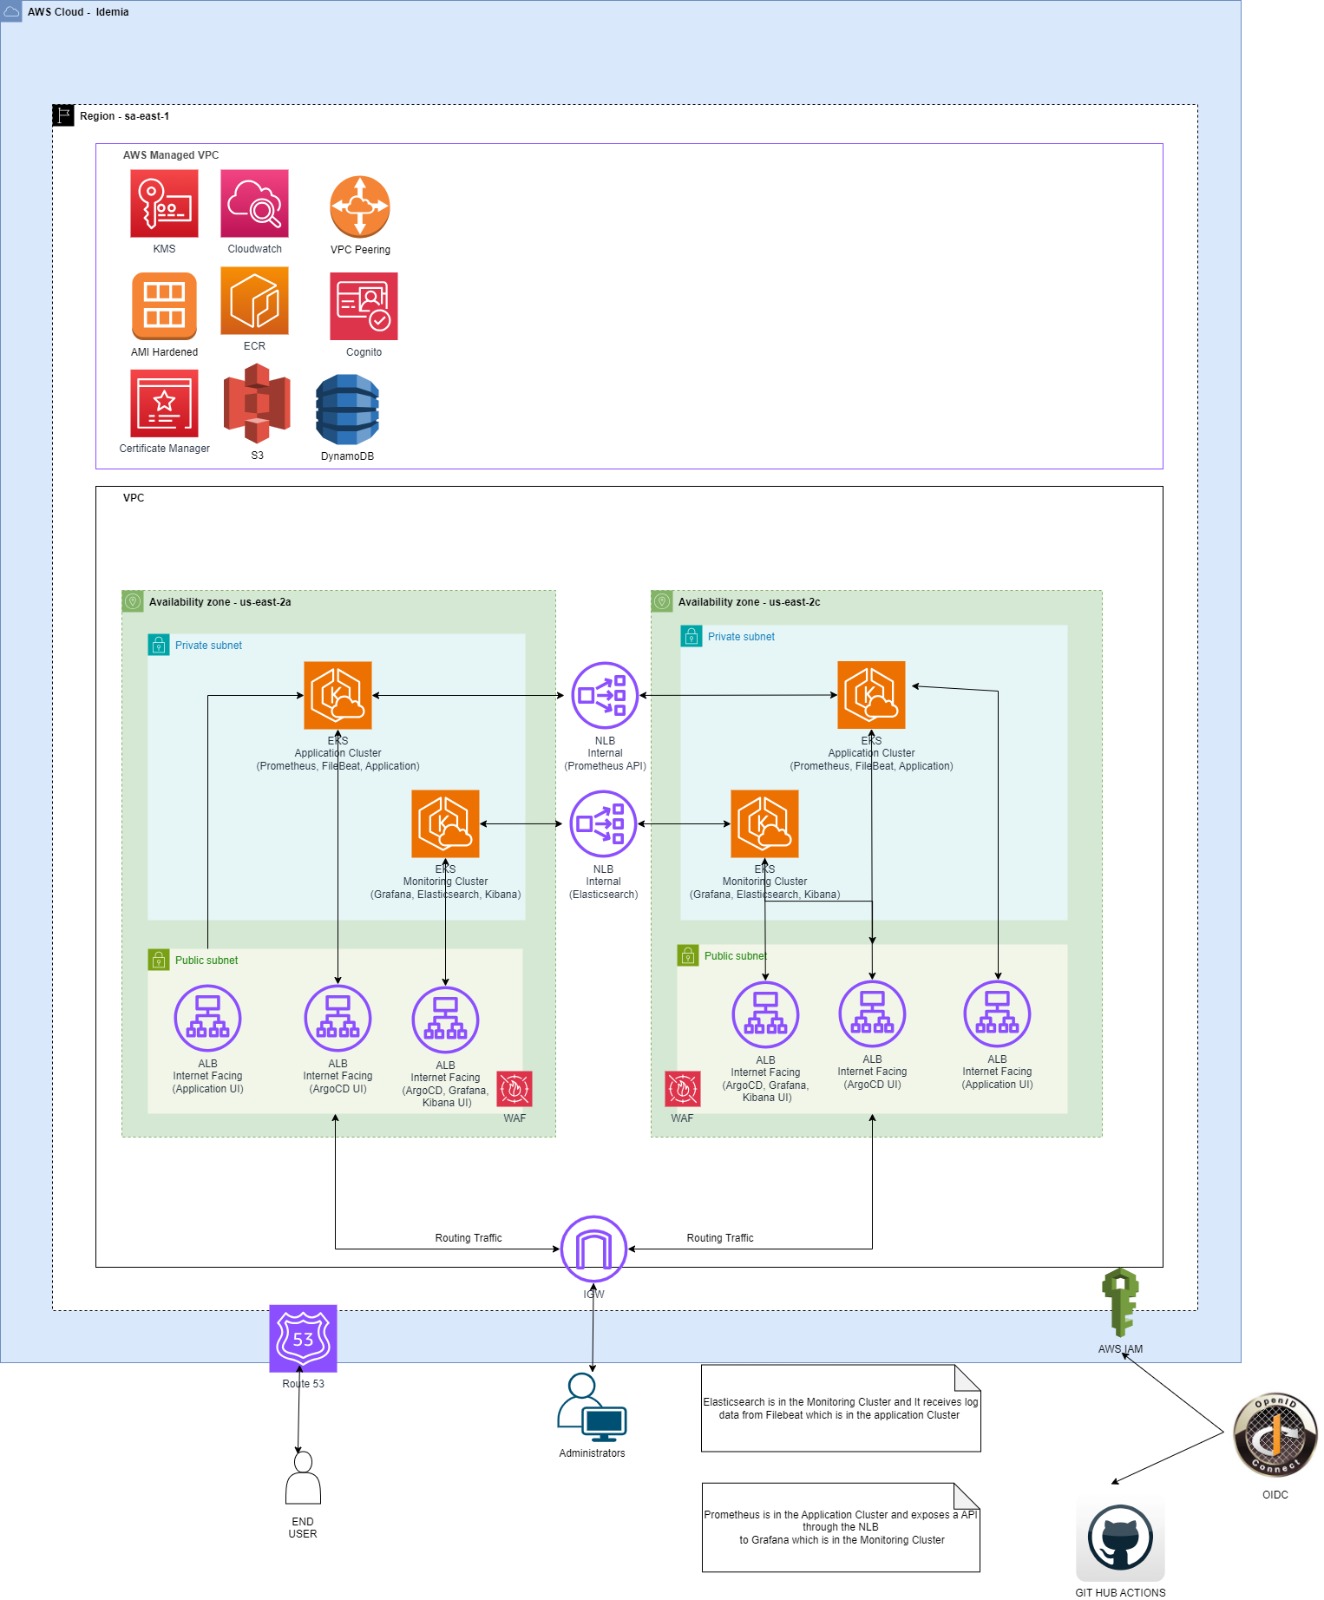 AWS Cloud - Idemia
Region - sa-east-1
AWS Managed VPC
KMS
Cloudwatch
VPC Peering
AMI Hardened
ECR
Cognito
Certificate Manager
S3
DynamoDB
VPC
Availability zone - us-east-2a
Private subnet
EKS
Application Cluster
(Prometheus, FileBeat, Application)
EKS
Monitoring Cluster
(Grafana, Elasticsearch, Kibana)
Public subnet
ALB
Internet Facing
(Application UI)
ALB
Internet Facing
(ArgoCD UI)
ALB
Internet Facing
(ArgoCD, Grafana,
Kibana UI)
WAF
NLB
Internal
(Prometheus API)
NLB
Internal
(Elasticsearch)
Availability zone - us-east-2c
Private subnet
EKS
Application Cluster
(Prometheus, FileBeat, Application)
EKS
Monitoring Cluster
(Grafana, Elasticsearch, Kibana)
Public subnet
ALB
Internet Facing
(ArgoCD, Grafana,
Kibana UI)
ALB
Internet Facing
(ArgoCD UI)
ALB
Internet Facing
(Application UI)
WAF
Routing Traffic
Routing Traffic
IGW
53
Route 53
AWS IAM
END
USER
Administrators
Elasticsearch is in the Monitoring Cluster and It receives log
data from Filebeat which is in the application Cluster
Prometheus is in the Application Cluster and exposes a API
through the NLB
to Grafana which is in the Monitoring Cluster
OpenID
Connect
OIDC
GIT HUB ACTIONS